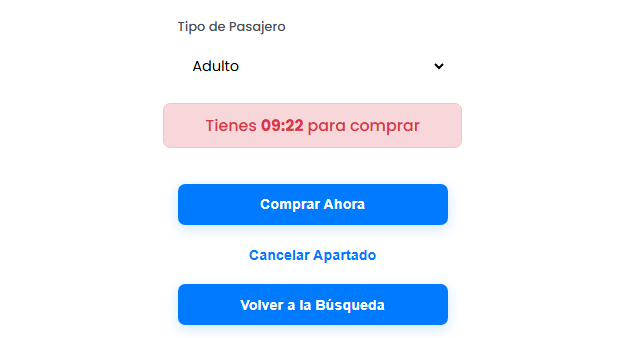 Tipo de Pasajero
Adulto
Tienes 09:22 para comprar
Comprar Ahora
Cancelar Apartado
Volver a la Búsqueda